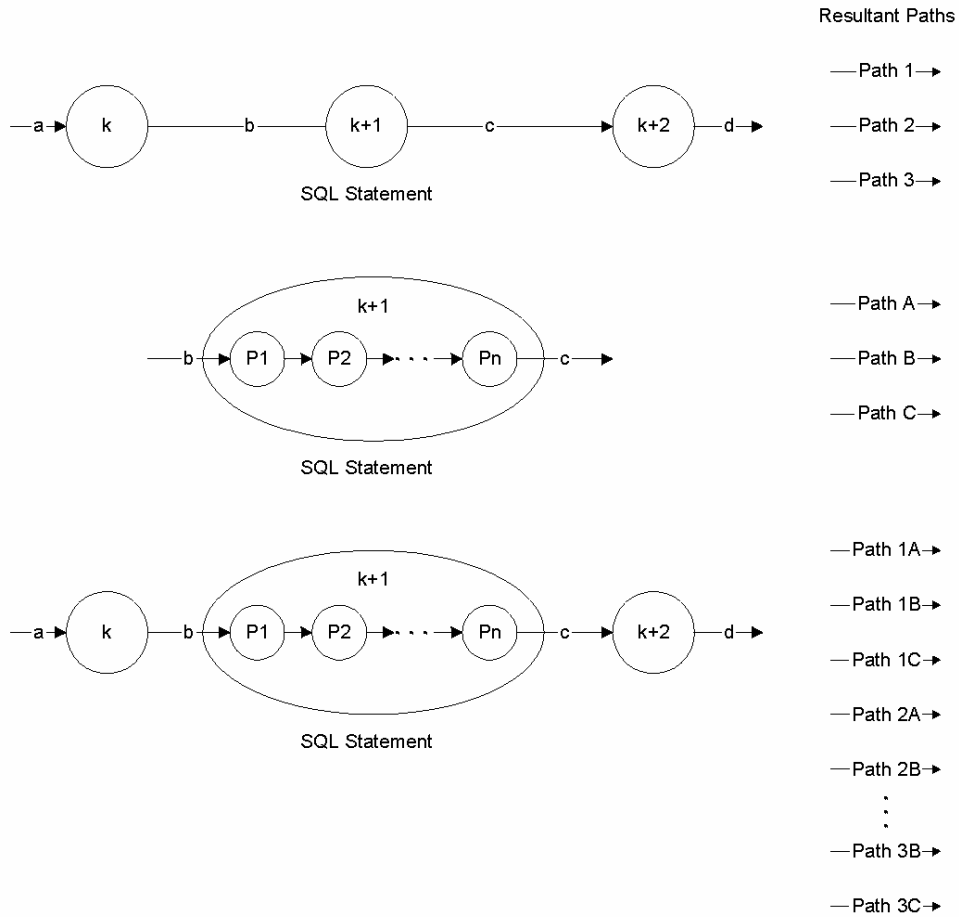 Resultant Paths
Path 1
a k b k+1 c k+2 d
Path 2
SQL Statement
Path 3
k+1
Path A
b P1 P2 . . . Pn c
Path B
Path C
SQL Statement
Path 1A
k+1
Path 1B
a k b P1 P2 . . . Pn c k+2 d
Path 1C
Path 2A
SQL Statement
Path 2B
Path 3B
Path 3C